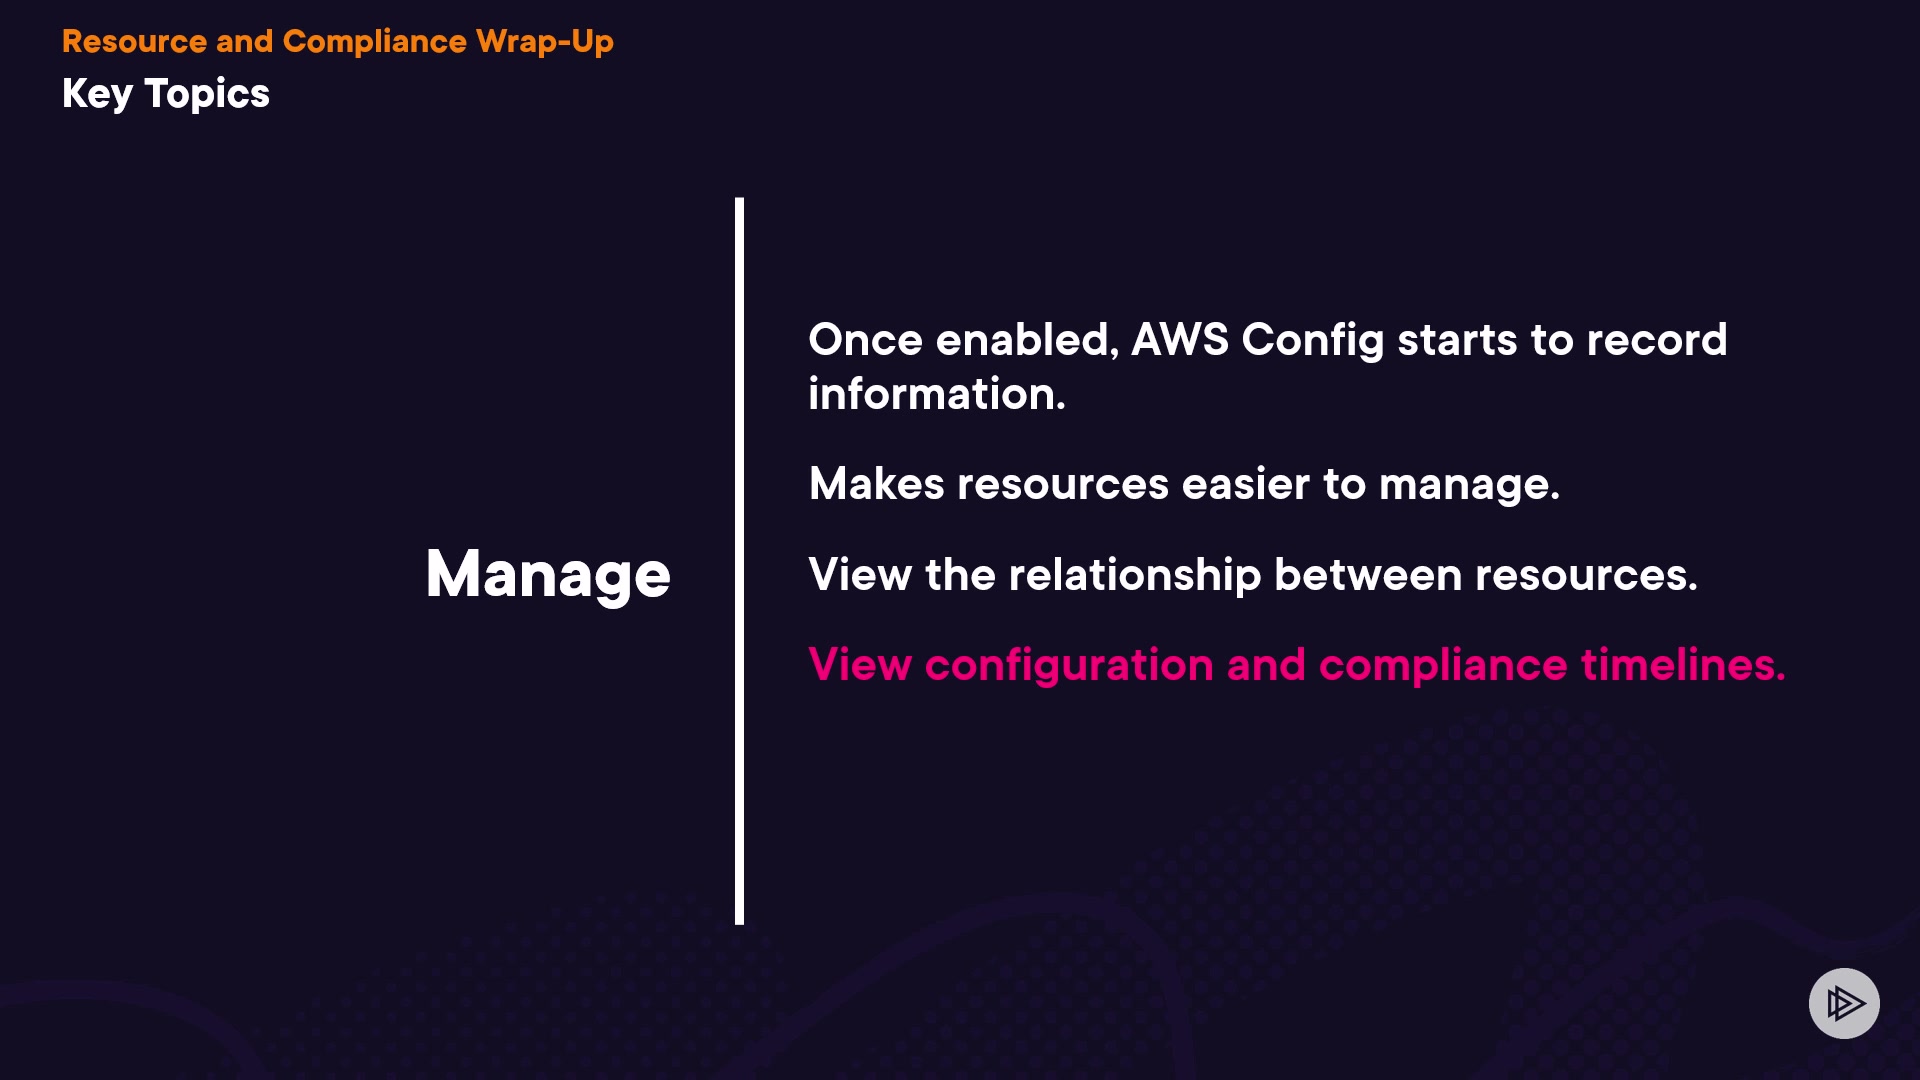 Resource and Compliance Wrap-Up
Key Topics
Manage
Once enabled, AWS Config starts to record
information.
Makes resources easier to manage.
View the relationship between resources.
View configuration and compliance timelines.